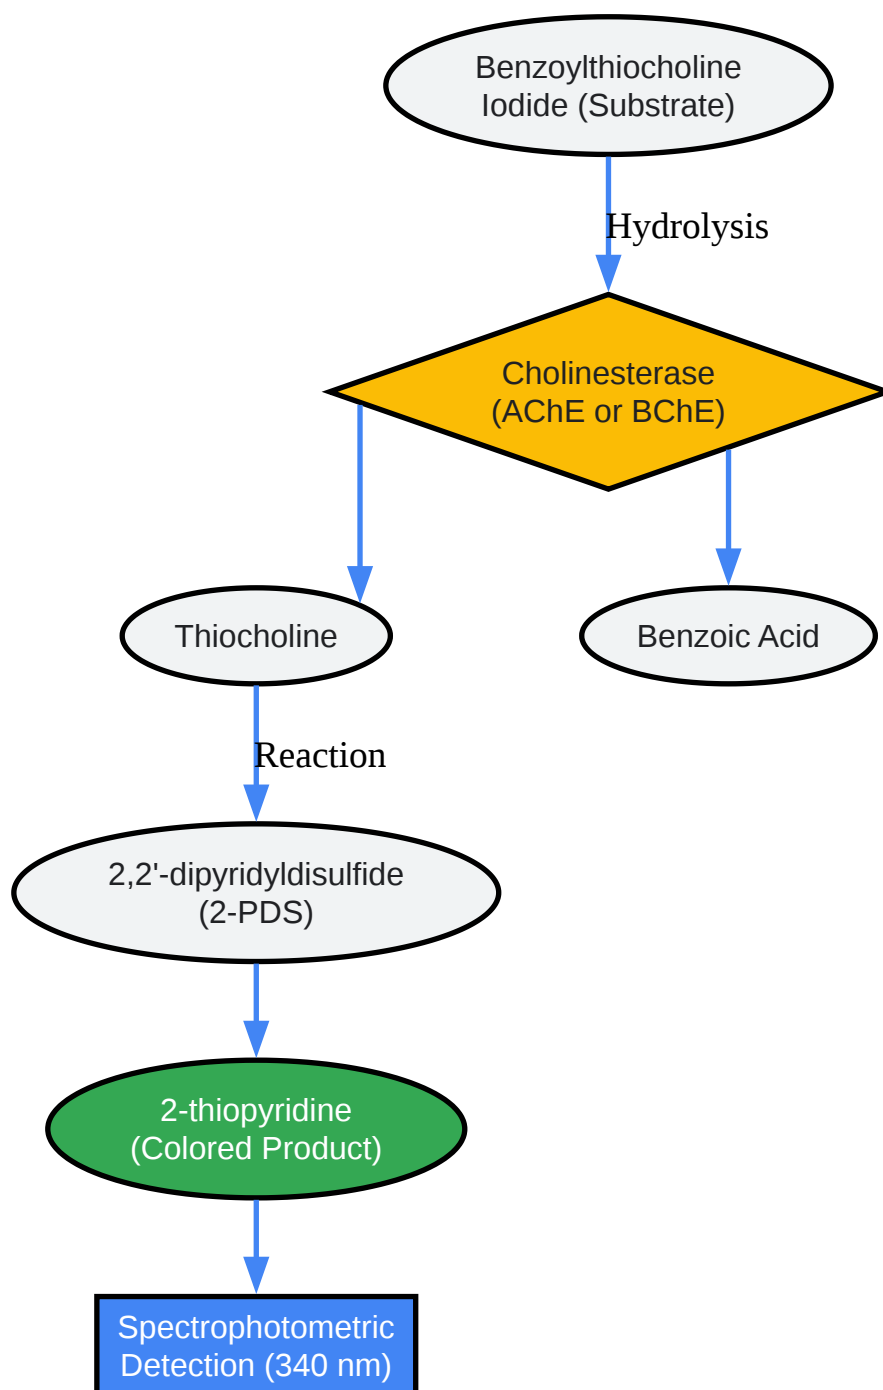 Benzoylthiocholine
Iodide (Substrate)
Hydrolysis
Cholinesterase
(AChE or BChE)
Thiocholine
Benzoic Acid
Reaction
2,2'-dipyridyldisulfide
(2-PDS)
2-thiopyridine
(Colored Product)
Spectrophotometric
Detection (340 nm)